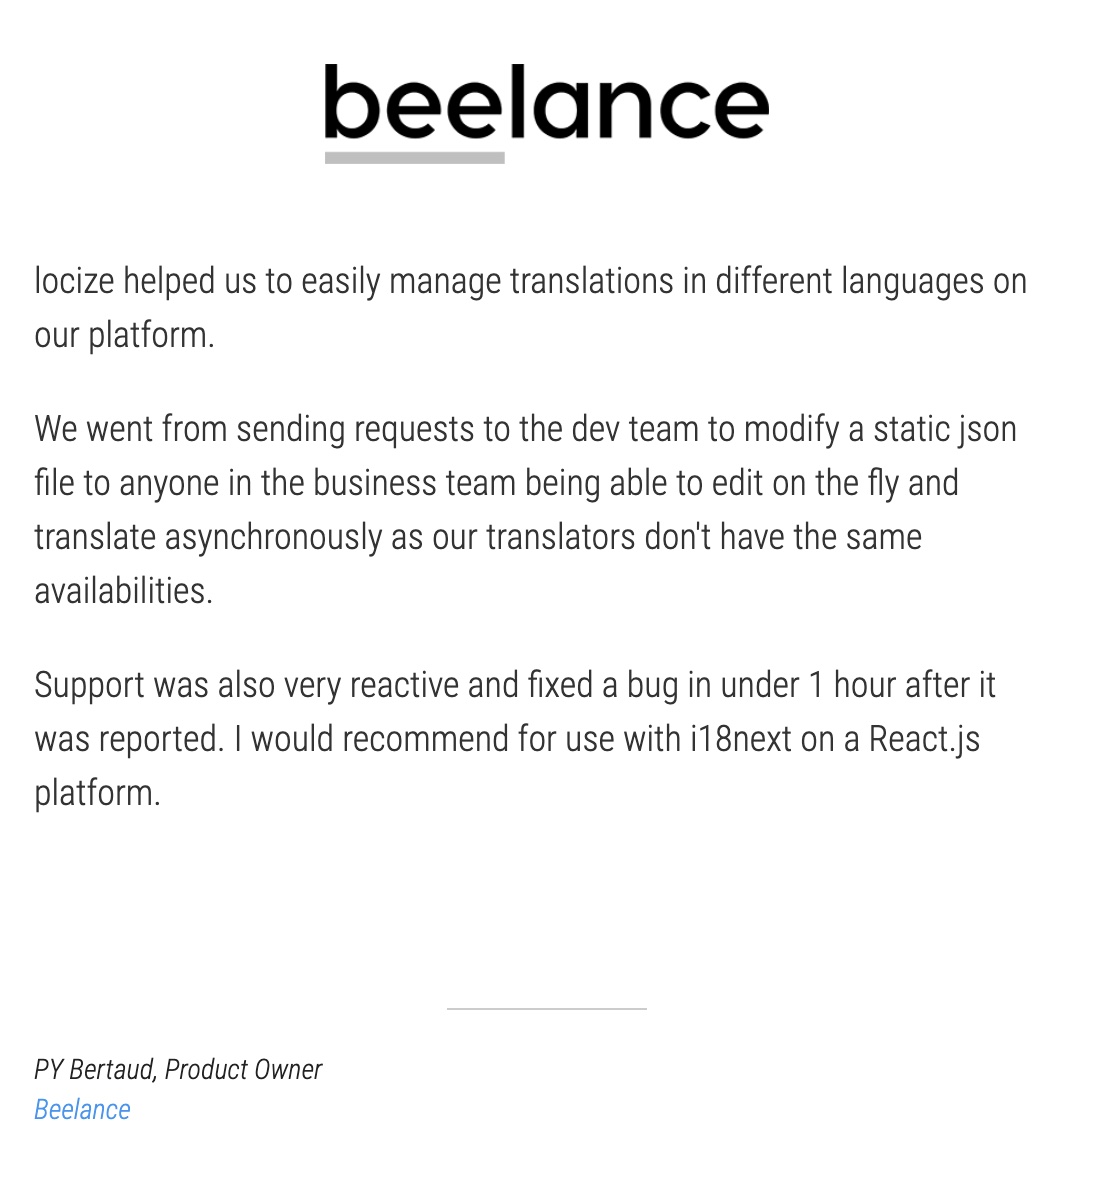 beelance
locize helped us to easily manage translations in different languages on
our platform.
We went from sending requests to the dev team to modify a static json
file to anyone in the business team being able to edit on the fly and
translate asynchronously as our translators don't have the same
availabilities.
Support was also very reactive and fixed a bug in under 1 hour after it
was reported. I would recommend for use with i18next on a React.js
platform.
PY Bertaud, Product Owner
Beelance